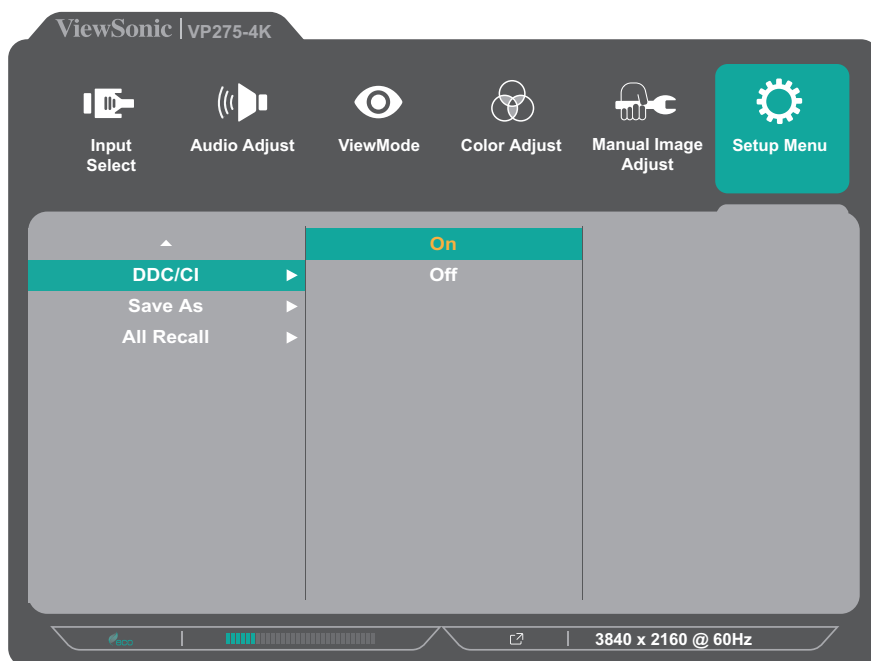 ViewSonic | VP275-4K
Input Select
Audio Adjust
ViewMode
Color Adjust
Manual Image Adjust
Setup Menu
On
DDC/CI
Off
Save As
All Recall
eco
3840 x 2160 @ 60Hz